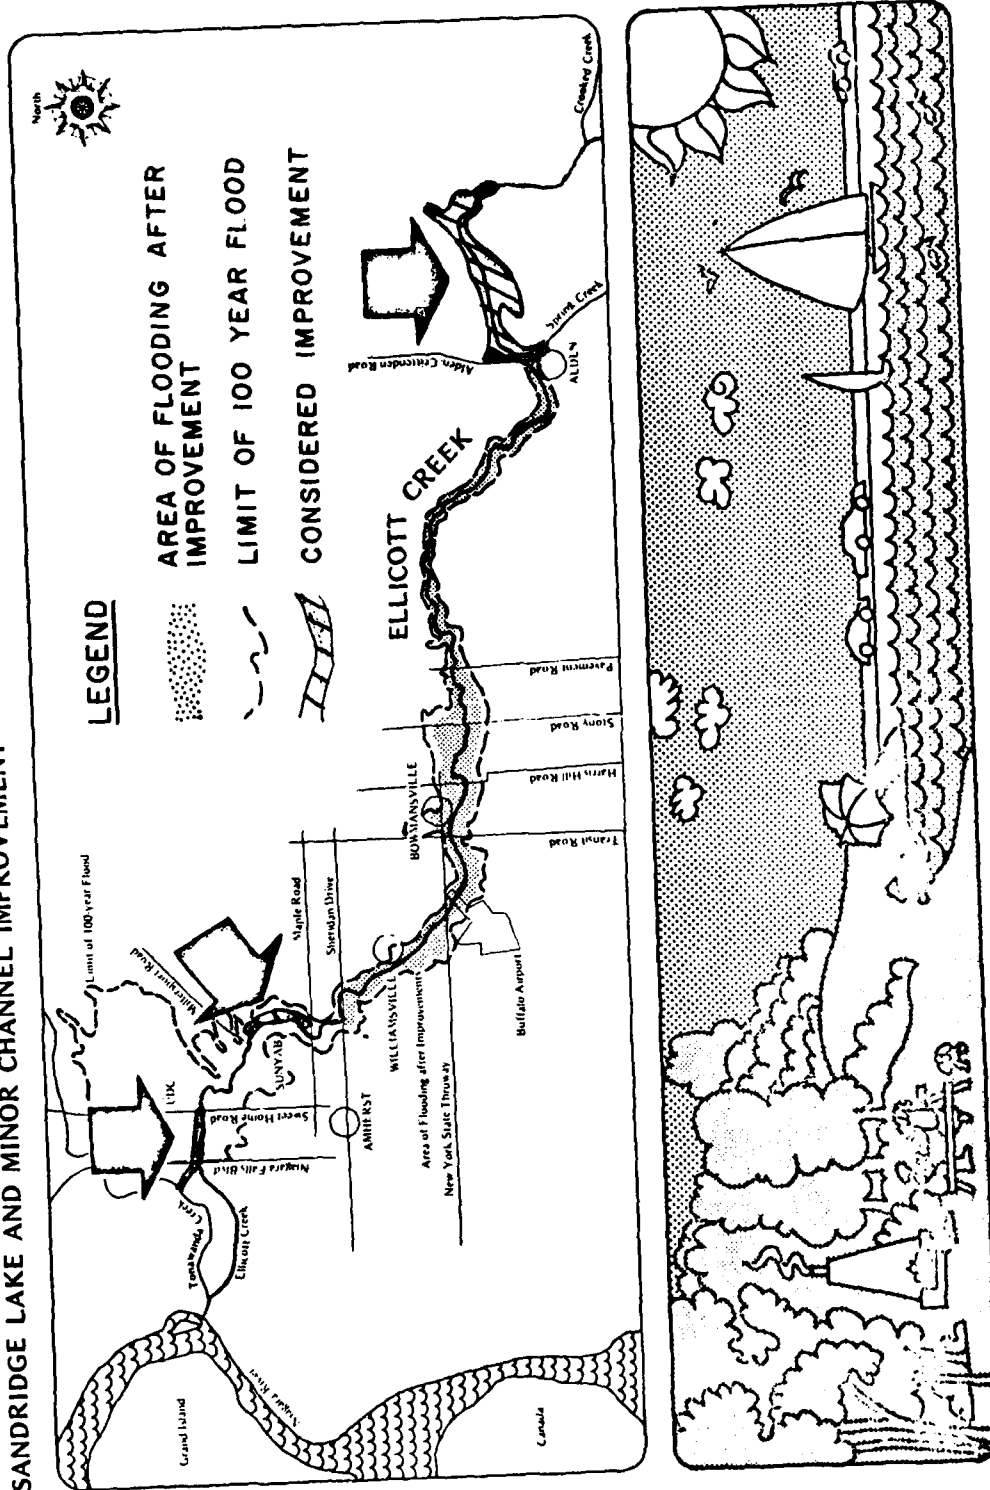 SANDRIDGE LAKE AND MINOR CHANNEL IMPROVEMENT
North
LEGEND
AREA OF FLOODING AFTER
IMPROVEMENT
LIMIT OF 100 YEAR FLOOD
CONSIDERED IMPROVEMENT
Limit of 100-year Flood
Millersport Road
Maple Road
Sheridan Drive
UDC
Sweet Home Road
SUNYAB
Niagara Falls Blvd
Tonawanda Creek
Ellicott Creek
Grand Island
Niagara River
Canada
AMHERST
WILLIAMSVILLE
Area of Flooding after Improvement
New York State Thruway
Buffalo Airport
BOWMANSVILLE
Transit Road
Harris Hill Road
Stony Road
Pavement Road
ELLICOTT
CREEK
Alden-Crittenden Road
ALDEN
Spring Creek
Crooked Creek